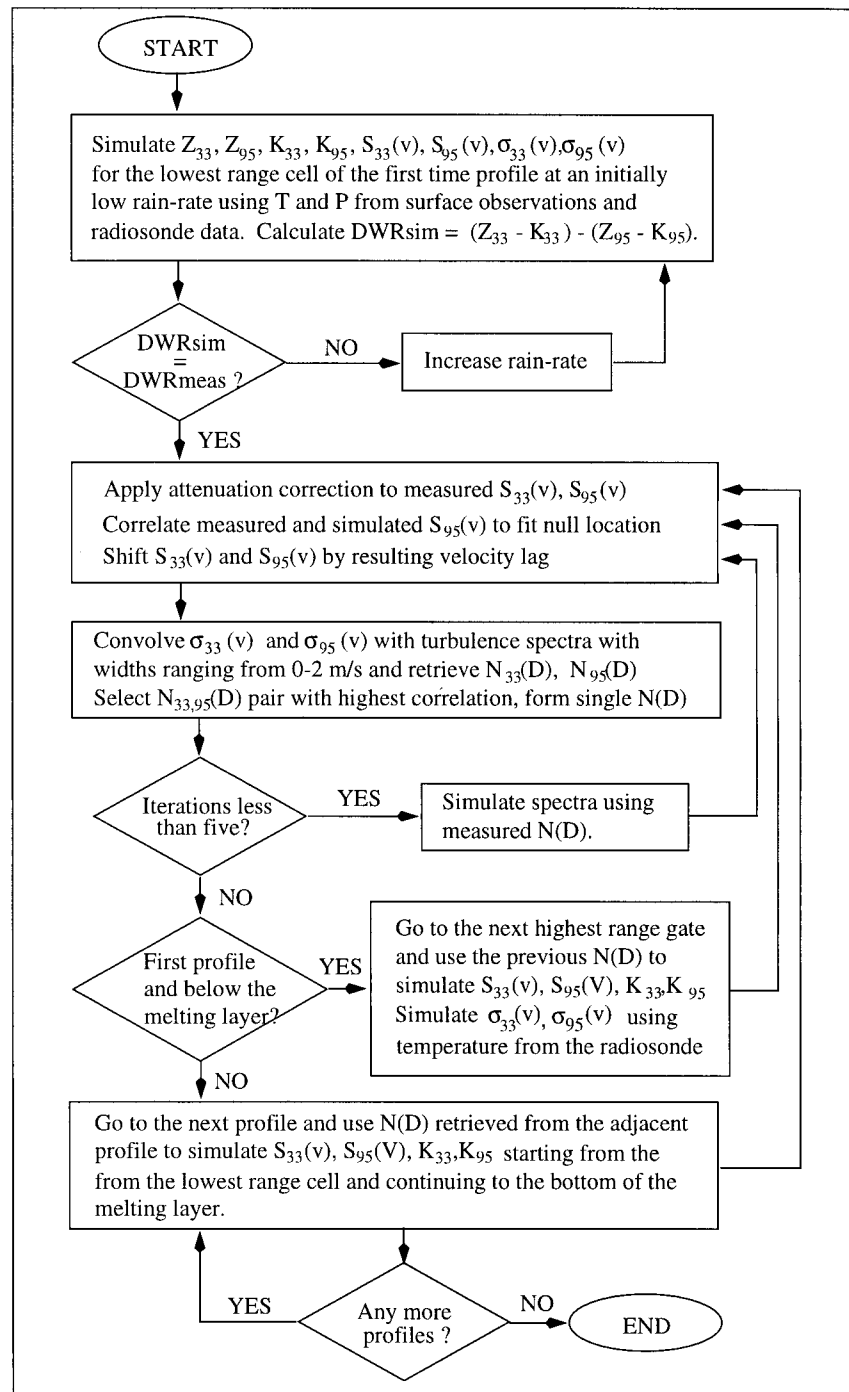 START
Simulate Z33, Z95, K33, K95, S33(v), S95(v),σ33(v),σ95(v)
for the lowest range cell of the first time profile at an initially
low rain-rate using T and P from surface observations and
radiosonde data. Calculate DWRsim = (Z33 - K33) - (Z95 - K95).
DWRsim
=
DWRmeas ?
NO
Increase rain-rate
YES
Apply attenuation correction to measured S33(v), S95(v)
Correlate measured and simulated S95(v) to fit null location
Shift S33(v) and S95(v) by resulting velocity lag
Convolve σ33 (v) and σ95 (v) with turbulence spectra with
widths ranging from 0-2 m/s and retrieve N33(D), N95(D)
Select N33,95(D) pair with highest correlation, form single N(D)
Iterations less
than five?
YES
Simulate spectra using
measured N(D).
NO
First profile
and below the
melting layer?
YES
Go to the next highest range gate
and use the previous N(D) to
simulate S33(v), S95(V), K33,K 95
Simulate σ33(v), σ95(v) using
temperature from the radiosonde
NO
Go to the next profile and use N(D) retrieved from the adjacent
profile to simulate S33(v), S95(V), K33,K95 starting from the
from the lowest range cell and continuing to the bottom of the
melting layer.
YES
Any more
profiles ?
NO
END